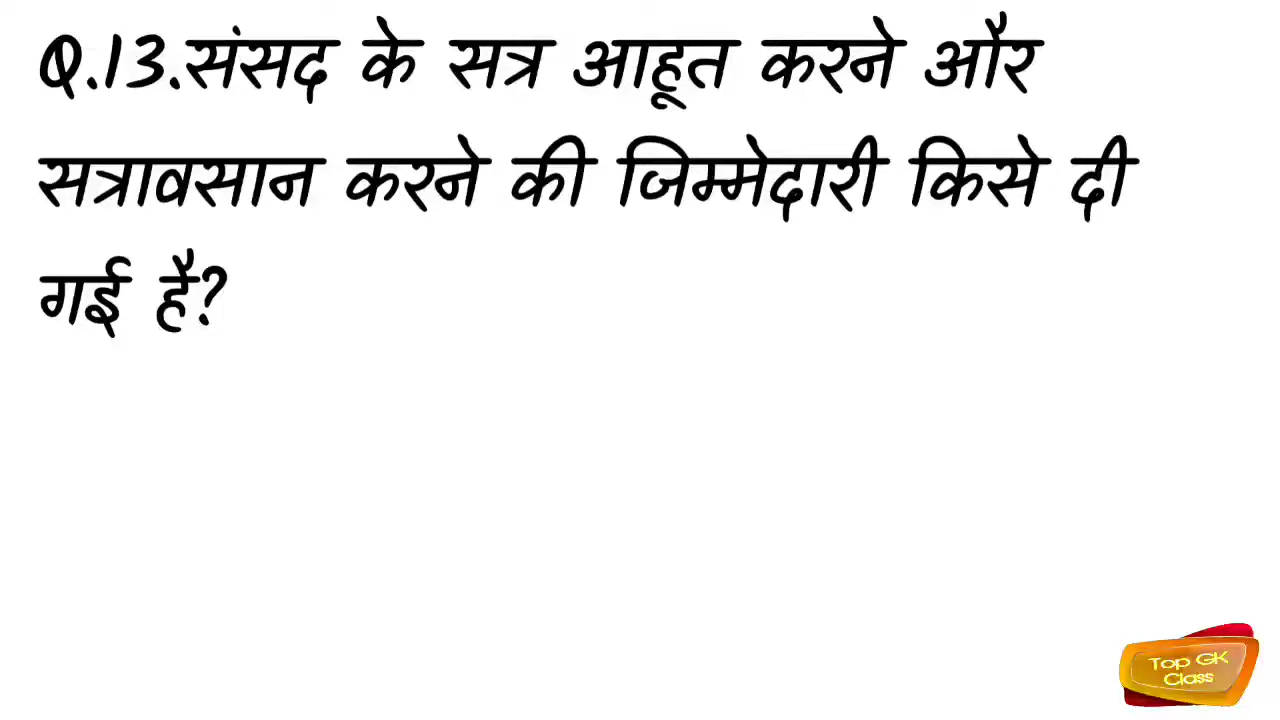 Q.13.संसद के सत्र आहूत करने और
सत्रावसान करने की जिम्मेदारी किसे दी
गई है?
Top GK
Class